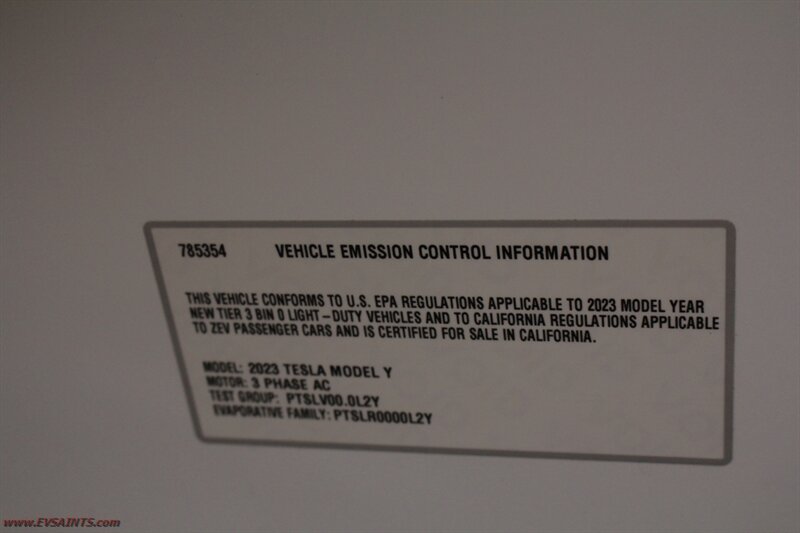 785354 VEHICLE EMISSION CONTROL INFORMATION
THIS VEHICLE CONFORMS TO U.S. EPA REGULATIONS APPLICABLE TO 2023 MODEL YEAR
NEW TIER 3 BIN 0 LIGHT-DUTY VEHICLES AND TO CALIFORNIA REGULATIONS APPLICABLE
TO ZEV PASSENGER CARS AND IS CERTIFIED FOR SALE IN CALIFORNIA.
MODEL: 2023 TESLA MODEL Y
MOTOR: 3 PHASE AC
TEST GROUP: PTSLV00.0L2Y
EVAPORATIVE FAMILY: PTSLR0000L2Y
www.EVSAINTS.com